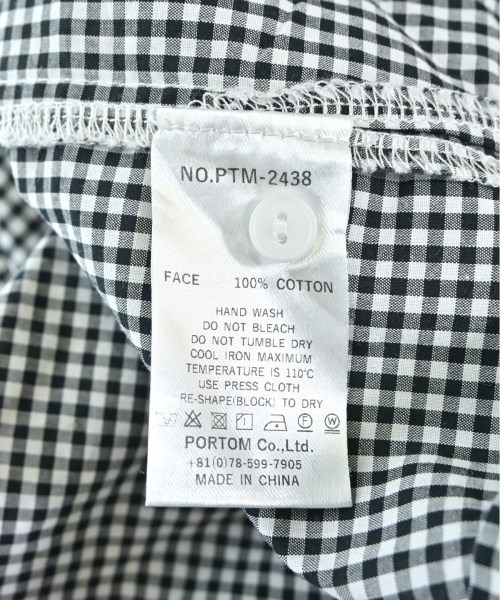 NO.PTM-2438
FACE 100% COTTON
HAND WASH
DO NOT BLEACH
DO NOT TUMBLE DRY
COOL IRON MAXIMUM
TEMPERATURE IS 110℃
USE PRESS CLOTH
RE-SHAPE(BLOCK) TO DRY
PORTOM Co.,Ltd.
+81(0)78-599-7905
MADE IN CHINA